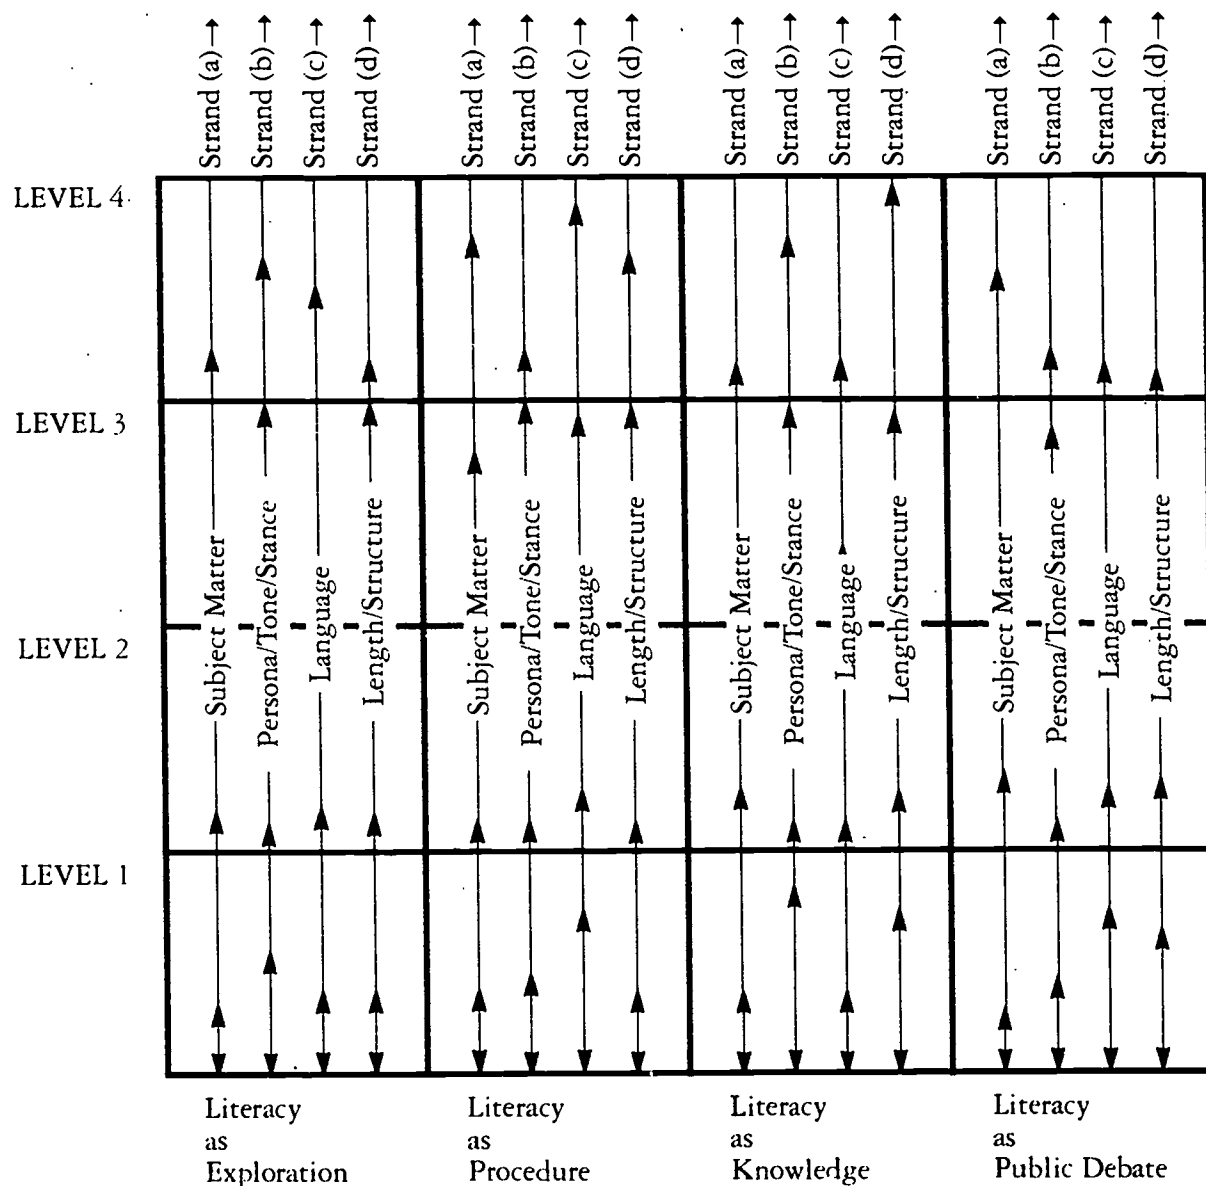 Strand (a)→
Strand (b)→
Strand (c)→
Strand (d)→
Strand (a)→
Strand (b)→
Strand (c)→
Strand (d)→
Strand (a)→
Strand (b)→
Strand (c)→
Strand (d)→
Strand (a)→
Strand (b)→
Strand (c)→
Strand (d)→
LEVEL 4
LEVEL 3
LEVEL 2
LEVEL 1
Subject Matter
Persona/Tone/Stance
Language
Length/Structure
Subject Matter
Persona/Tone/Stance
Language
Length/Structure
Subject Matter
Persona/Tone/Stance
Language
Length/Structure
Subject Matter
Persona/Tone/Stance
Language
Length/Structure
Literacy
as
Exploration
Literacy
as
Procedure
Literacy
as
Knowledge
Literacy
as
Public Debate